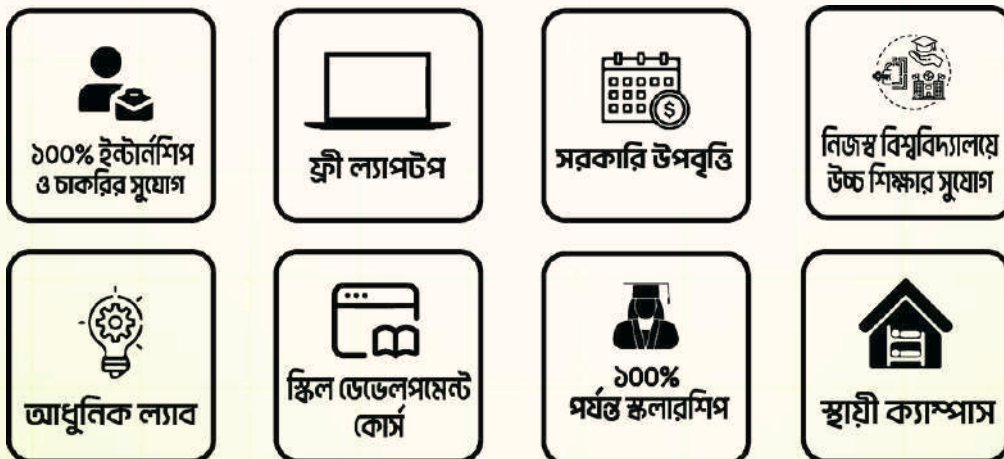 ১০০% ইন্টার্নশিপ
ও চাকরির সুযোগ
ফ্রী ল্যাপটপ
সরকারি উপবৃত্তি
নিজস্ব বিশ্ববিদ্যালয়ে
উচ্চ শিক্ষার সুযোগ
আধুনিক ল্যাব
স্কিল ডেভেলপমেন্ট
কোর্স
১০০%
পর্যন্ত স্কলারশিপ
স্থায়ী ক্যাম্পাস